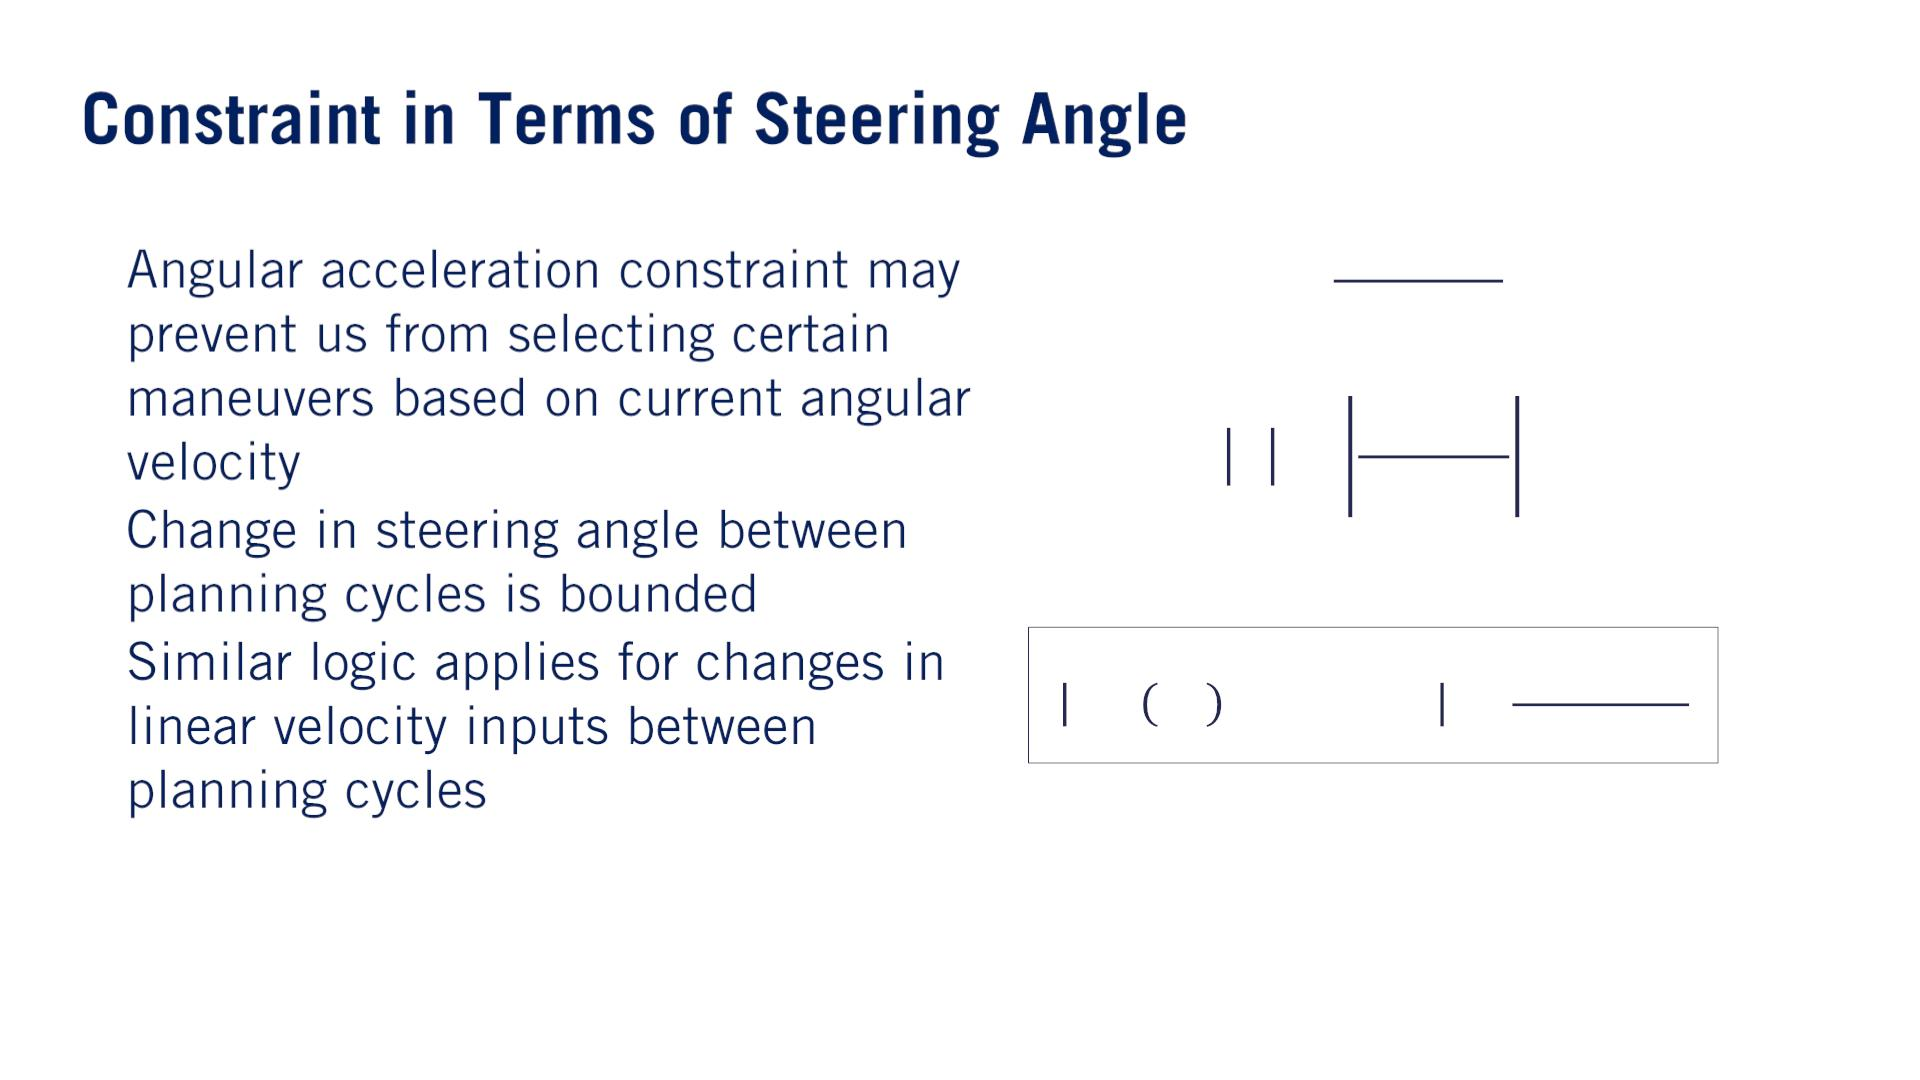 Constraint in Terms of Steering Angle
Angular acceleration constraint may
prevent us from selecting certain
maneuvers based on current angular
velocity
Change in steering angle between
planning cycles is bounded
Similar logic applies for changes in
linear velocity inputs between
planning cycles
| |
| |
| ( ) |